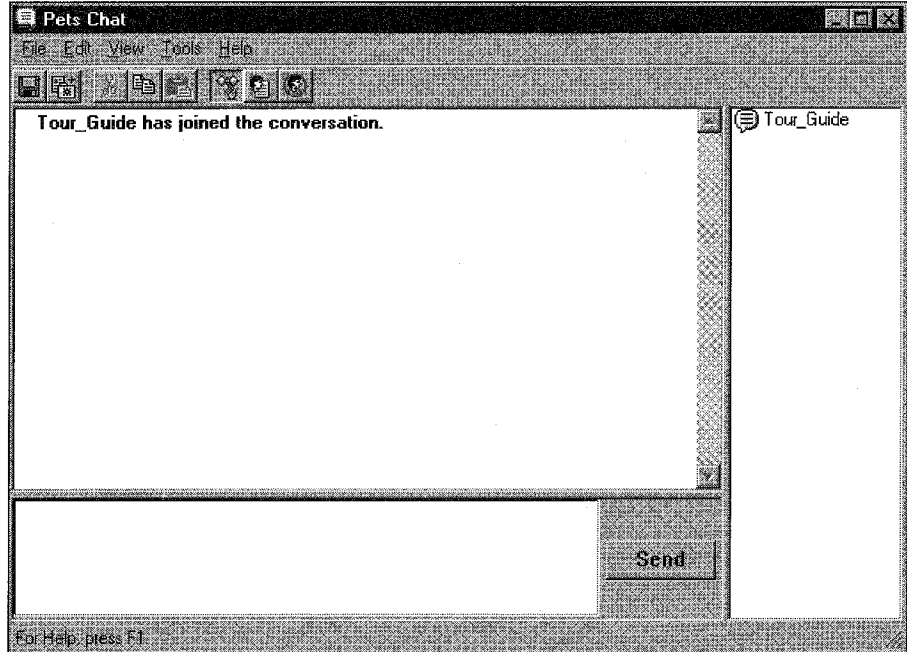 Pets Chat
File Edit View Tools Help
Tour_Guide has joined the conversation.
Tour_Guide
Send
For Help, press F1